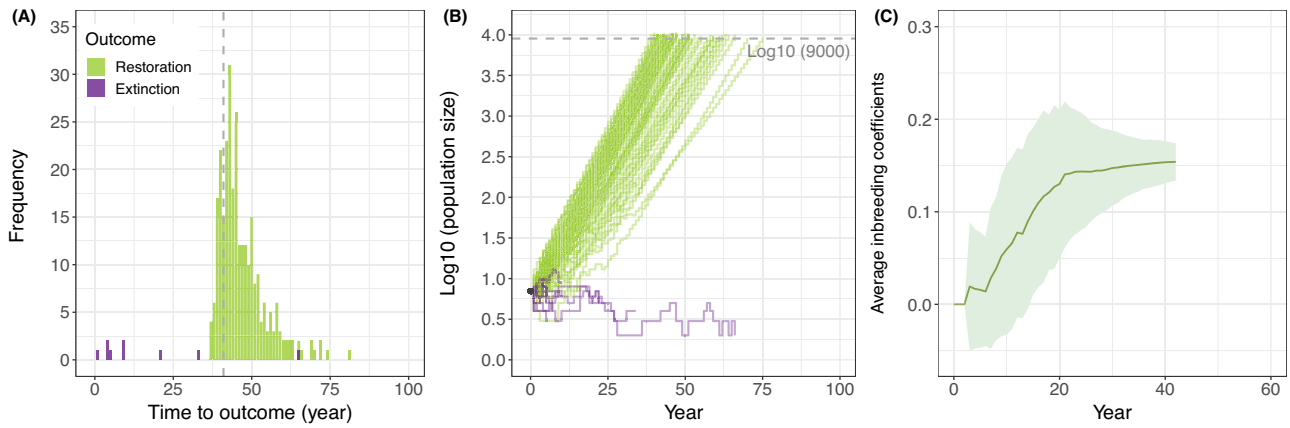 (A)
35
30
25
20
15
10
5
0
Frequency
Outcome
Restoration
Extinction
0 25 50 75 100
Time to outcome (year)
(B)
4.0
3.5
3.0
2.5
2.0
1.5
1.0
0.5
0.0
Log10 (population size)
Log10 (9000)
0 25 50 75 100
Year
(C)
0.3
0.2
0.1
0.0
Average inbreeding coefficients
0 20 40 60
Year